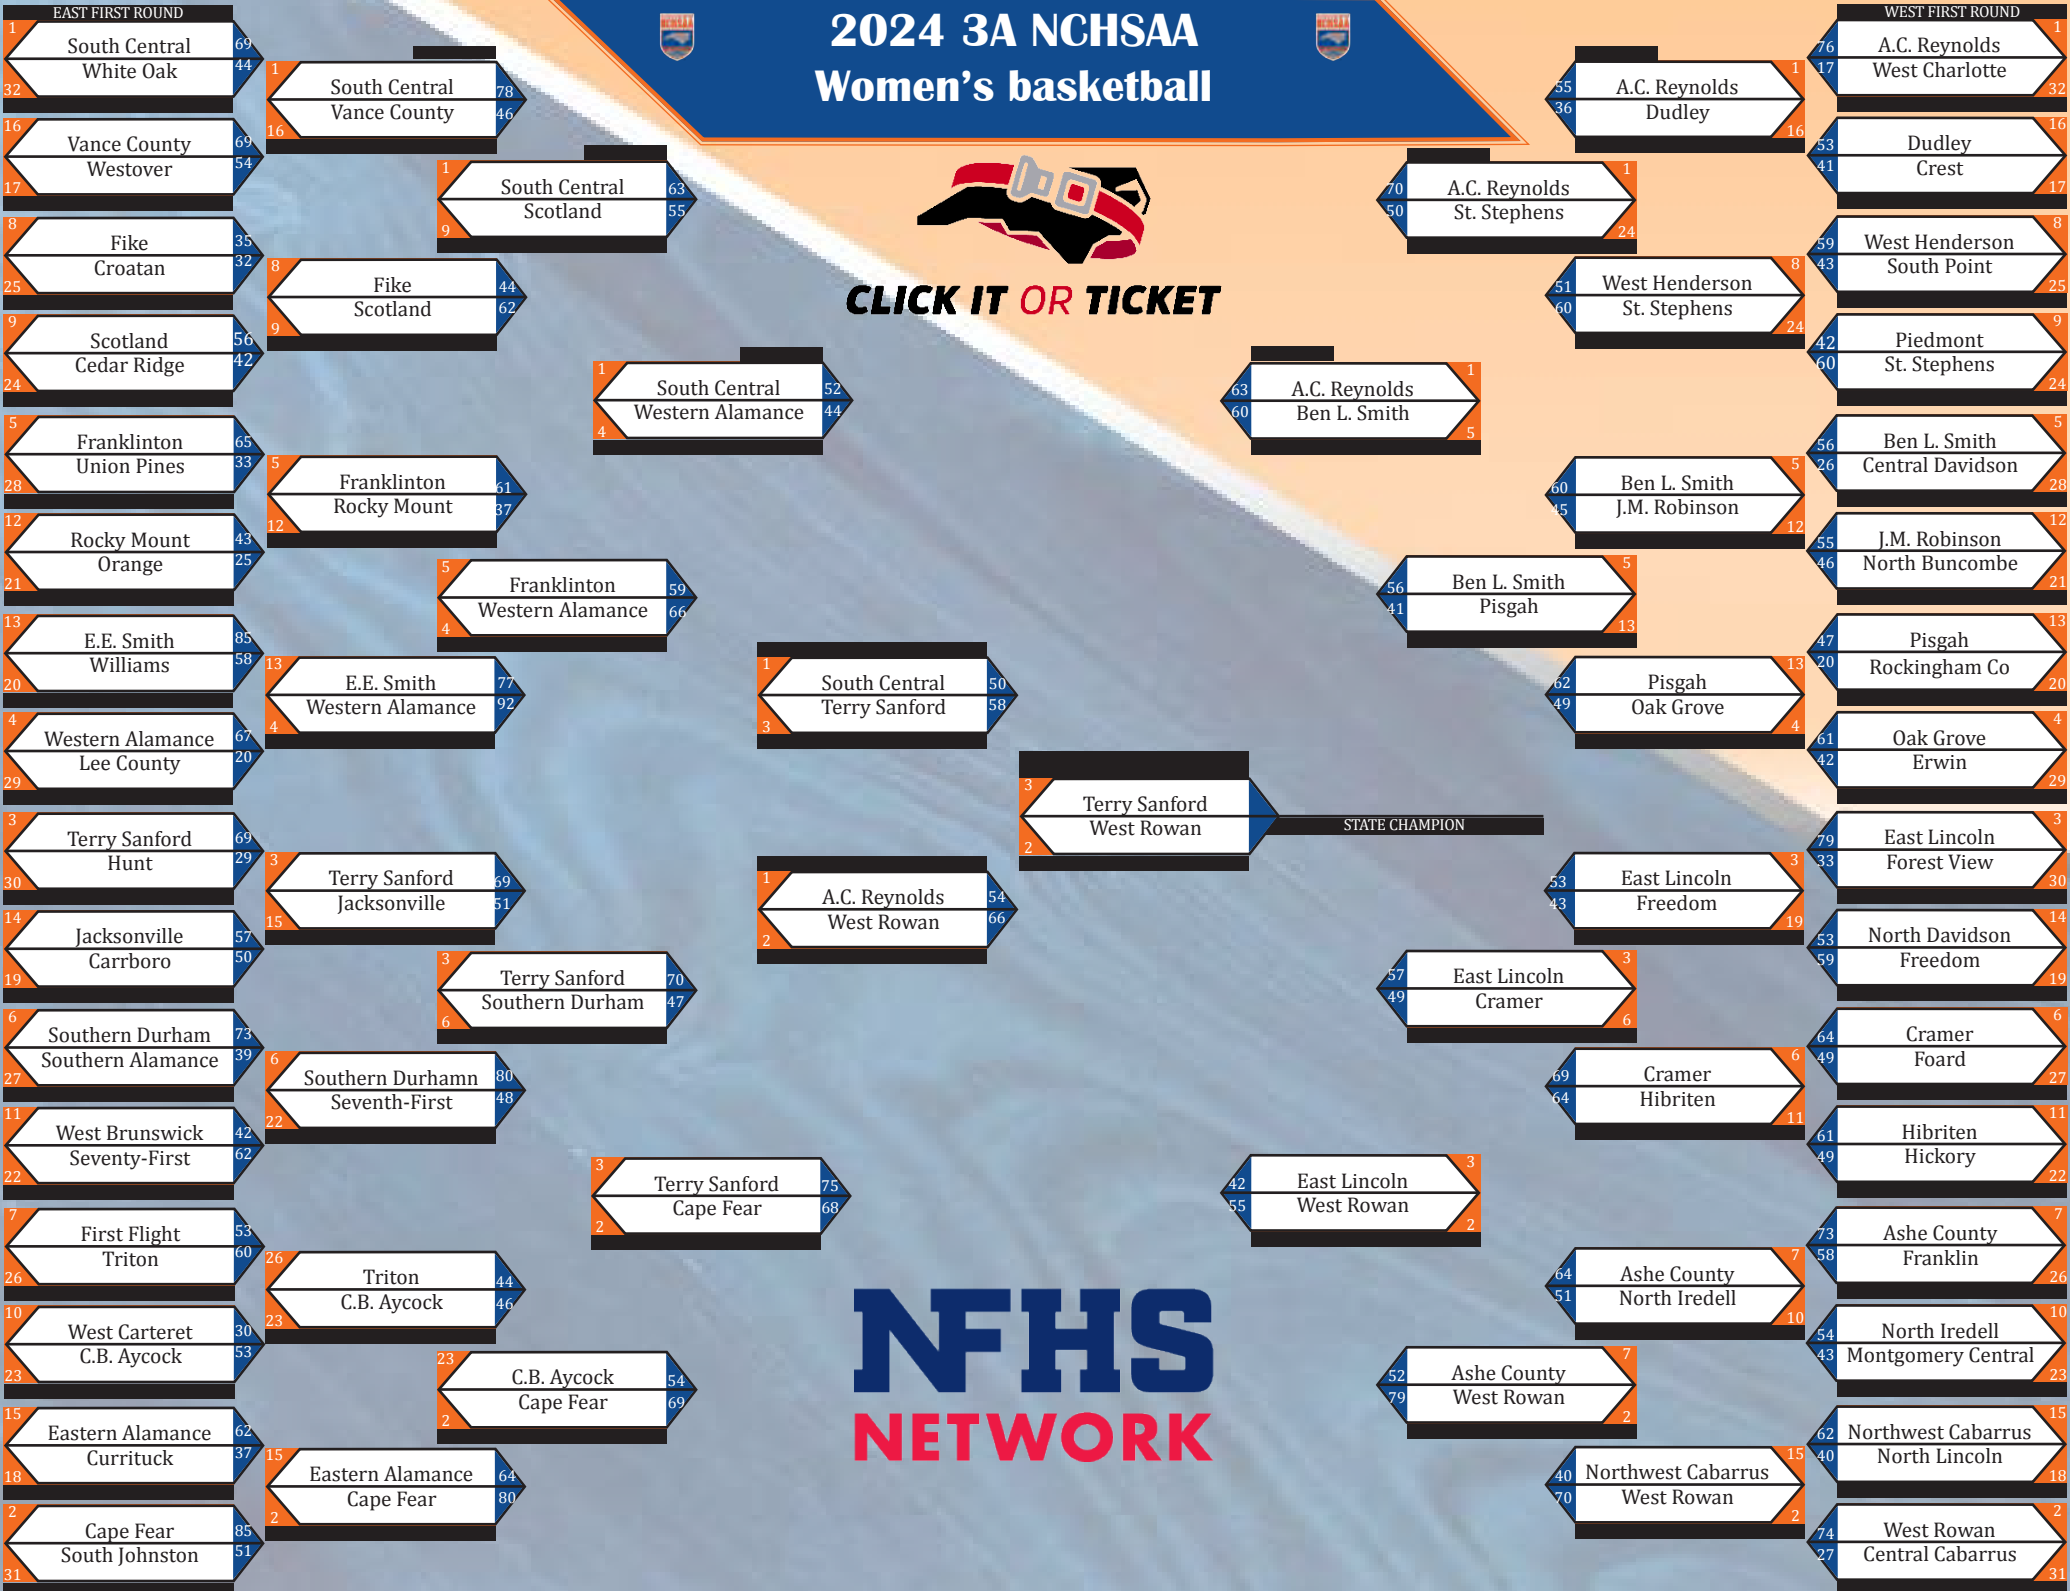 2024 3A NCHSAA
Women's basketball
CLICK IT OR TICKET
EAST FIRST ROUND
1
South Central 69
White Oak 44
32
16
Vance County 69
Westover 54
17
8
Fike 35
Croatan 32
25
9
Scotland 56
Cedar Ridge 42
24
5
Franklinton 65
Union Pines 33
28
12
Rocky Mount 43
Orange 25
21
13
E.E. Smith 85
Williams 58
20
4
Western Alamance 67
Lee County 20
29
3
Terry Sanford 69
Hunt 29
30
14
Jacksonville 57
Carrboro 50
19
6
Southern Durham 73
Southern Alamance 39
27
11
West Brunswick 42
Seventy-First 62
22
7
First Flight 53
Triton 60
26
10
West Carteret 30
C.B. Aycock 53
23
15
Eastern Alamance 62
Currituck 37
18
2
Cape Fear 85
South Johnston 51
31
1
South Central 78
Vance County 46
16
8
Fike 44
Scotland 62
9
5
Franklinton 61
Rocky Mount 37
12
13
E.E. Smith 77
Western Alamance 92
4
3
Terry Sanford 69
Jacksonville 51
15
6
Southern Durhamn 80
Seventh-First 48
22
26
Triton 44
C.B. Aycock 46
23
15
Eastern Alamance 64
Cape Fear 80
2
1
South Central 63
Scotland 55
9
5
Franklinton 59
Western Alamance 66
4
3
Terry Sanford 70
Southern Durham 47
6
23
C.B. Aycock 54
Cape Fear 69
2
1
South Central 52
Western Alamance 44
4
3
Terry Sanford 75
Cape Fear 68
2
1
South Central 50
Terry Sanford 58
3
1
A.C. Reynolds 54
West Rowan 66
2
3
Terry Sanford
West Rowan
2
STATE CHAMPION
1
63 A.C. Reynolds
60 Ben L. Smith
5
3
42 East Lincoln
55 West Rowan
2
1
70 A.C. Reynolds
50 St. Stephens
24
5
56 Ben L. Smith
41 Pisgah
13
3
57 East Lincoln
49 Cramer
6
7
52 Ashe County
79 West Rowan
2
1
55 A.C. Reynolds
36 Dudley
16
8
51 West Henderson
60 St. Stephens
24
5
60 Ben L. Smith
45 J.M. Robinson
12
13
62 Pisgah
49 Oak Grove
4
3
53 East Lincoln
43 Freedom
19
6
69 Cramer
64 Hibriten
11
7
64 Ashe County
51 North Iredell
10
15
40 Northwest Cabarrus
70 West Rowan
2
WEST FIRST ROUND
1
76 A.C. Reynolds
17 West Charlotte
32
16
53 Dudley
41 Crest
17
8
59 West Henderson
43 South Point
25
9
42 Piedmont
60 St. Stephens
24
5
56 Ben L. Smith
26 Central Davidson
28
12
55 J.M. Robinson
46 North Buncombe
21
13
47 Pisgah
20 Rockingham Co
20
4
61 Oak Grove
42 Erwin
29
3
79 East Lincoln
33 Forest View
30
14
53 North Davidson
59 Freedom
19
6
64 Cramer
49 Foard
27
11
61 Hibriten
49 Hickory
22
7
73 Ashe County
58 Franklin
26
10
54 North Iredell
43 Montgomery Central
23
15
62 Northwest Cabarrus
40 North Lincoln
18
2
74 West Rowan
27 Central Cabarrus
31
NFHS
NETWORK